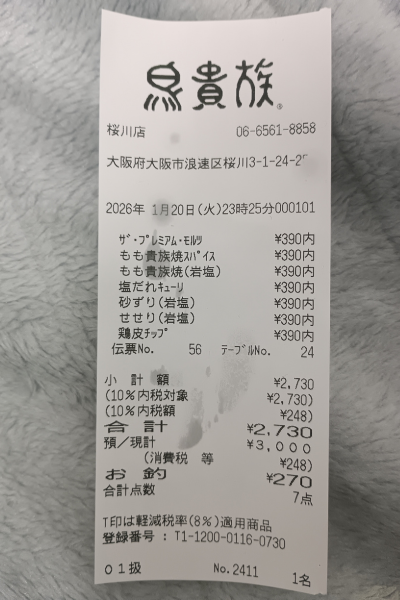 鳥貴族®
桜川店 06-6561-8858
大阪府大阪市浪速区桜川3-1-24-2
2026年 1月20日(火)23時25分000101
ｻﾞ･ﾌﾟﾚﾐｱﾑ･ﾓﾙﾂ ¥390内
もも貴族焼ｽﾊﾟｲｽ ¥390内
もも貴族焼(岩塩) ¥390内
塩だれｷｭｰﾘ ¥390内
砂ずり(岩塩) ¥390内
せせり(岩塩) ¥390内
鶏皮ﾁｯﾌﾟ ¥390内
伝票No. 56 ﾃｰﾌﾞﾙNo. 24
小 計 額 ¥2,730
(10%内税対象 ¥2,730)
(10%内税額 ¥248)
合 計 ¥2,730
預/現計 ¥3,000
(消費税 等 ¥248)
お 釣 ¥270
合計点数 7点
T印は軽減税率(8%)適用商品
登録番号 : T1-1200-0116-0730
01扱 No.2411 1名